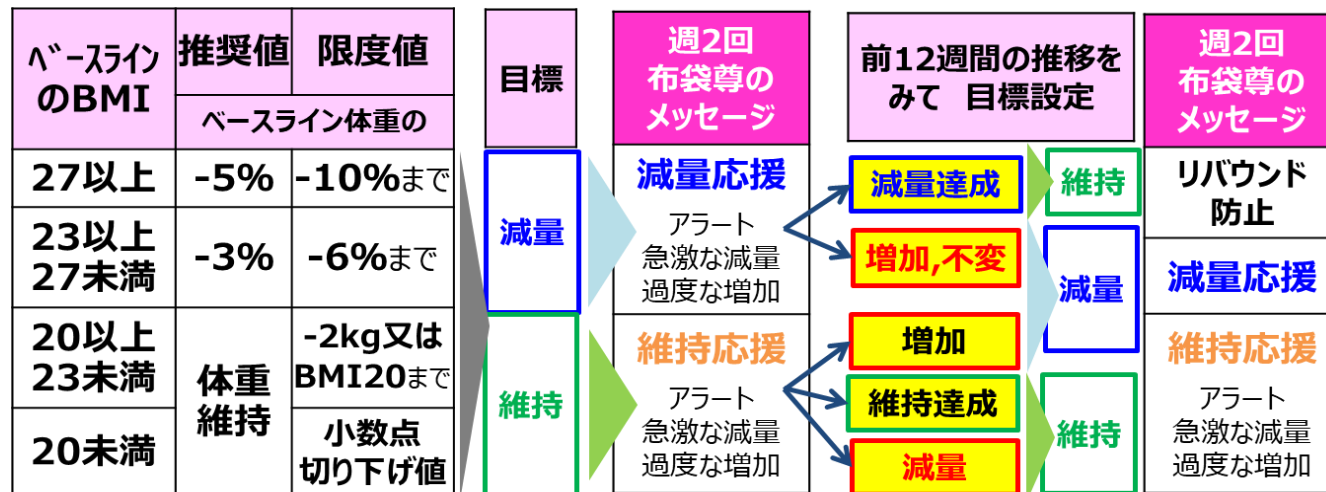 ベースライン
のBMI
推奨値
限度値
ベースライン体重の
27以上
-5%
-10%まで
23以上
27未満
-3%
-6%まで
20以上
23未満
体重
維持
-2kg又は
BMI20まで
20未満
小数点
切り下げ値
目標
減量
維持
週2回
布袋尊の
メッセージ
減量応援
アラート
急激な減量
過度な増加
維持応援
アラート
急激な減量
過度な増加
前12週間の推移を
みて 目標設定
減量達成
増加,不変
増加
維持達成
減量
維持
減量
維持
週2回
布袋尊の
メッセージ
リバウンド
防止
減量応援
維持応援
アラート
急激な減量
過度な増加